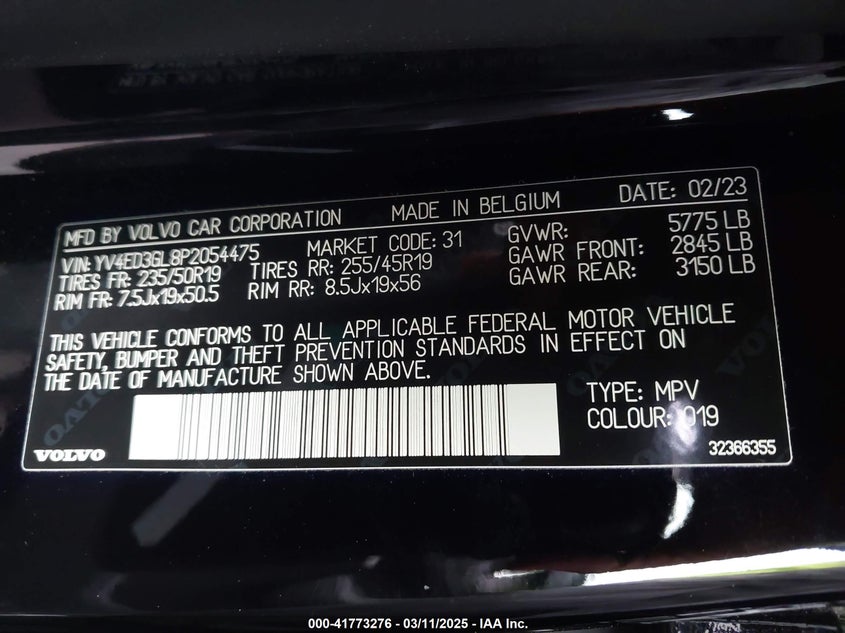 MFD BY VOLVO CAR CORPORATION MADE IN BELGIUM DATE: 02/23
VIN: YV4ED3GL8P2054475 MARKET CODE: 31 GVWR: 5775 LB
TIRES FR: 235/50R19 TIRES RR: 255/45R19 GAWR FRONT: 2845 LB
RIM FR: 7.5Jx19x50.5 RIM RR: 8.5Jx19x56 GAWR REAR: 3150 LB
THIS VEHICLE CONFORMS TO ALL APPLICABLE FEDERAL MOTOR VEHICLE
SAFETY, BUMPER AND THEFT PREVENTION STANDARDS IN EFFECT ON
THE DATE OF MANUFACTURE SHOWN ABOVE.
TYPE: MPV
COLOUR: 019
VOLVO 32366355
000-41773276 - 03/11/2025 - IAA Inc.